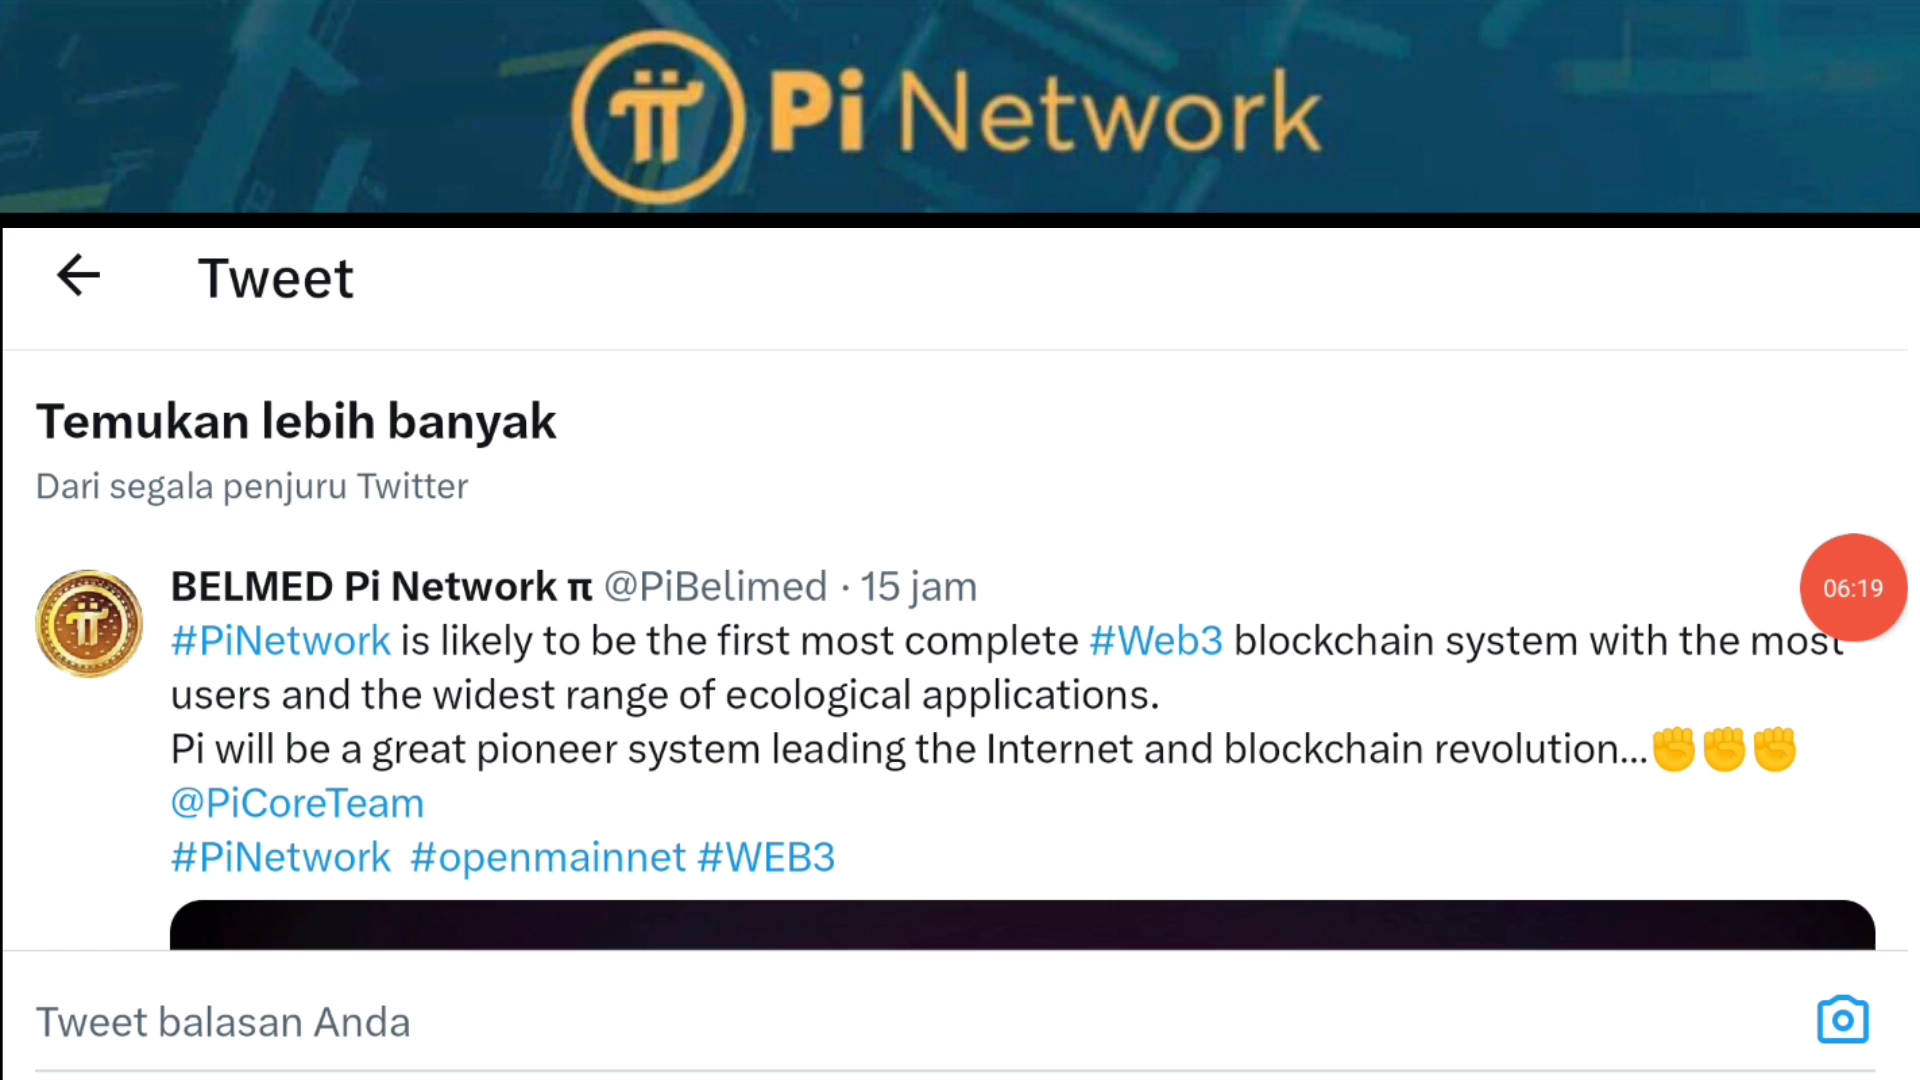 Pi Network
Tweet
Temukan lebih banyak
Dari segala penjuru Twitter
BELMED Pi Network π @PiBelimed · 15 jam
06:19
#PiNetwork is likely to be the first most complete #Web3 blockchain system with the most
users and the widest range of ecological applications.
Pi will be a great pioneer system leading the Internet and blockchain revolution...✊✊✊
@PiCoreTeam
#PiNetwork #openmainnet #WEB3
Tweet balasan Anda